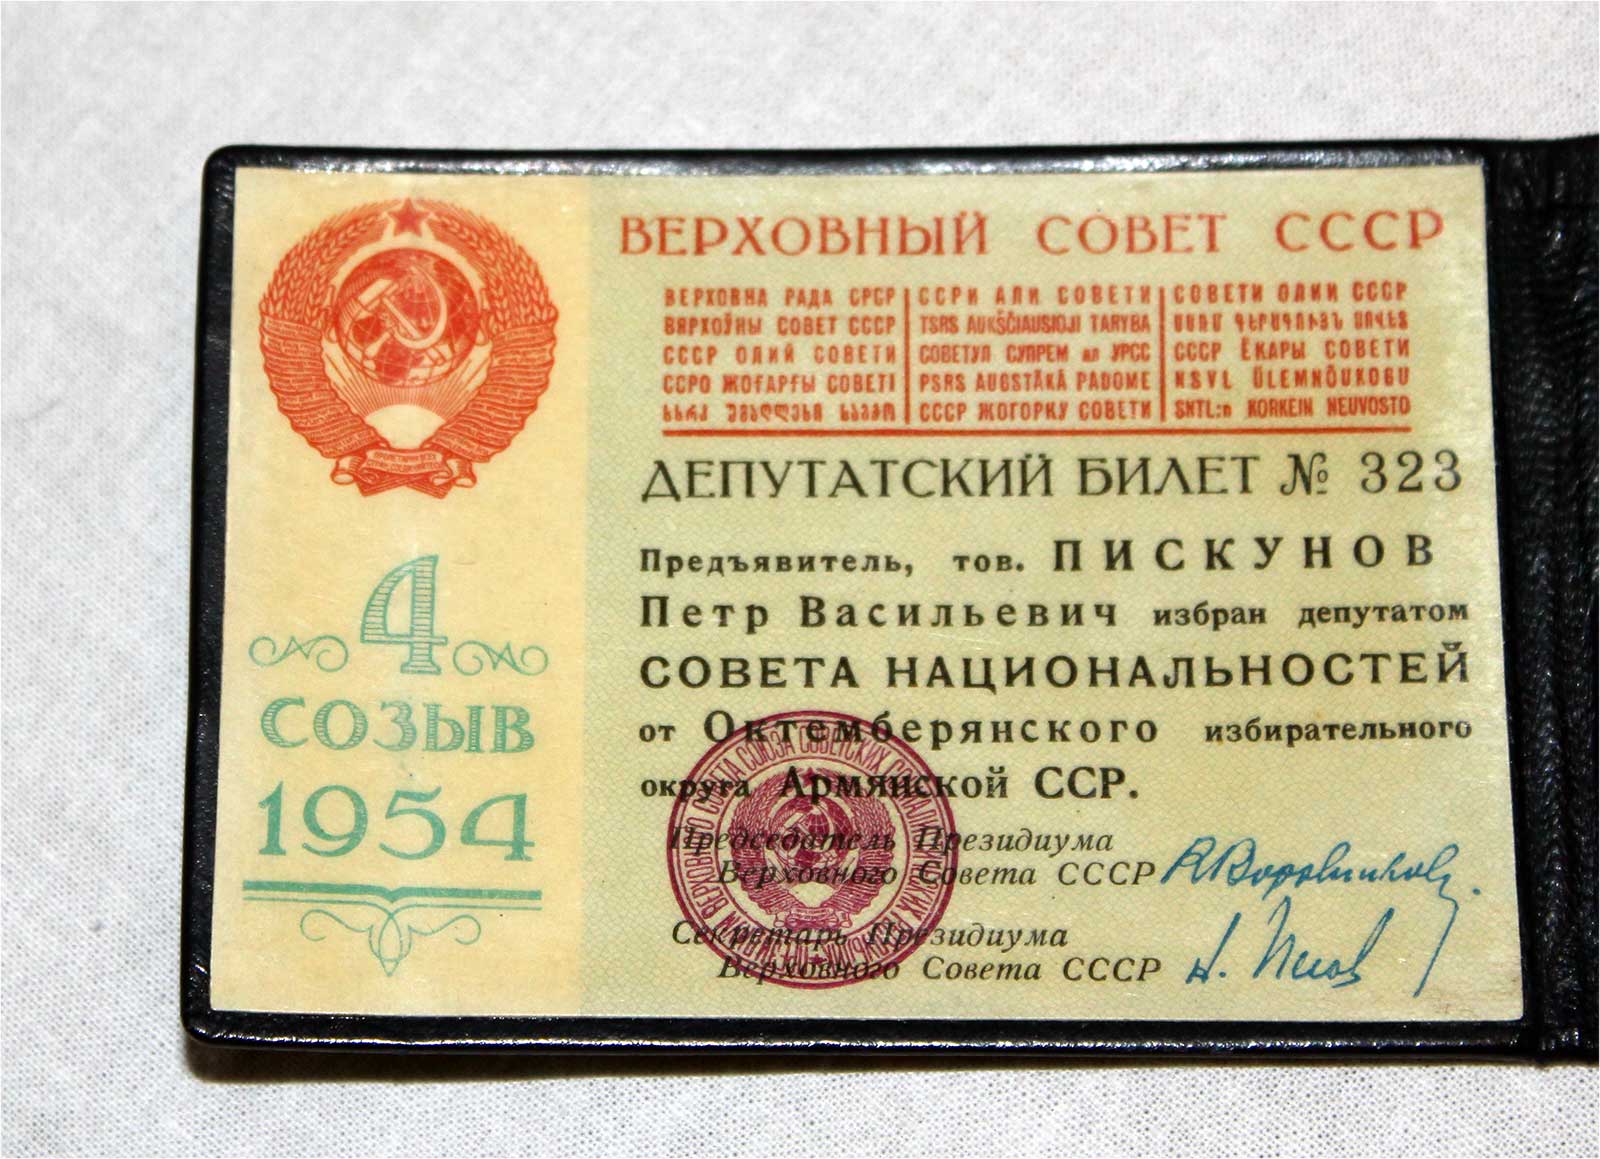 ВЕРХОВНЫЙ СОВЕТ СССР
ВЕРХОВНА РАДА СРСР
ВЯРХОЎНЫ СОВЕТ СССР
СССР ОЛИЙ СОВЕТИ
ССРО ЖОҒАРҒЫ СОВЕТІ
ССРИ АЛИ СОВЕТИ
TSRS AUKŠČIAUSIOJI TARYBA
СОВЕТУЛ СУПРЕМ ал УРСС
PSRS AUGSTĀKĀ PADOME
СССР ЖОГОРКУ СОВЕТИ
СОВЕТИ ОЛИИ СССР
СССР ЁКАРЫ СОВЕТИ
NSVL ÜLEMNÕUKOGU
SNTL:n KORKEIN NEUVOSTO
ДЕПУТАТСКИЙ БИЛЕТ № 323
Предъявитель, тов. ПИСКУНОВ
Петр Васильевич избран депутатом
СОВЕТА НАЦИОНАЛЬНОСТЕЙ
от Октемберянского избирательного
округа Армянской ССР.
Председатель Президиума
Верховного Совета СССР
Секретарь Президиума
Верховного Совета СССР
4
СОЗЫВ
1954